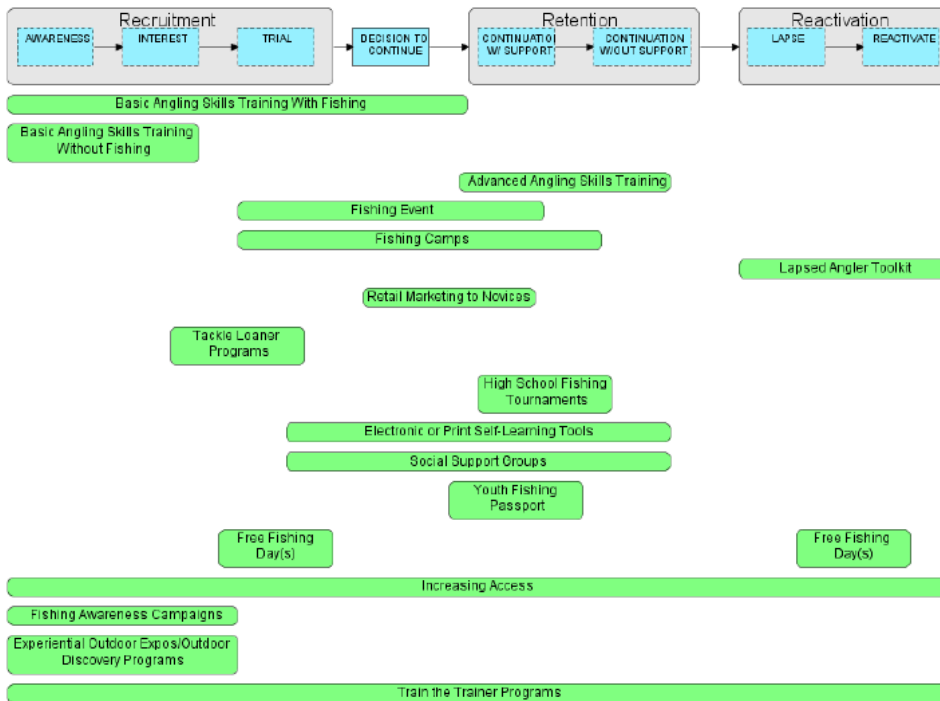 Recruitment
Retention
Reactivation
AWARENESS
INTEREST
TRIAL
DECISION TO
CONTINUE
CONTINUATION
W/ SUPPORT
CONTINUATION
W/OUT SUPPORT
LAPSE
REACTIVATE
Basic Angling Skills Training With Fishing
Basic Angling Skills Training
Without Fishing
Advanced Angling Skills Training
Fishing Event
Fishing Camps
Lapsed Angler Toolkit
Retail Marketing to Novices
Tackle Loaner
Programs
High School Fishing
Tournaments
Electronic or Print Self-Learning Tools
Social Support Groups
Youth Fishing
Passport
Free Fishing
Day(s)
Free Fishing
Day(s)
Increasing Access
Fishing Awareness Campaigns
Experiential Outdoor Expos/Outdoor
Discovery Programs
Train the Trainer Programs